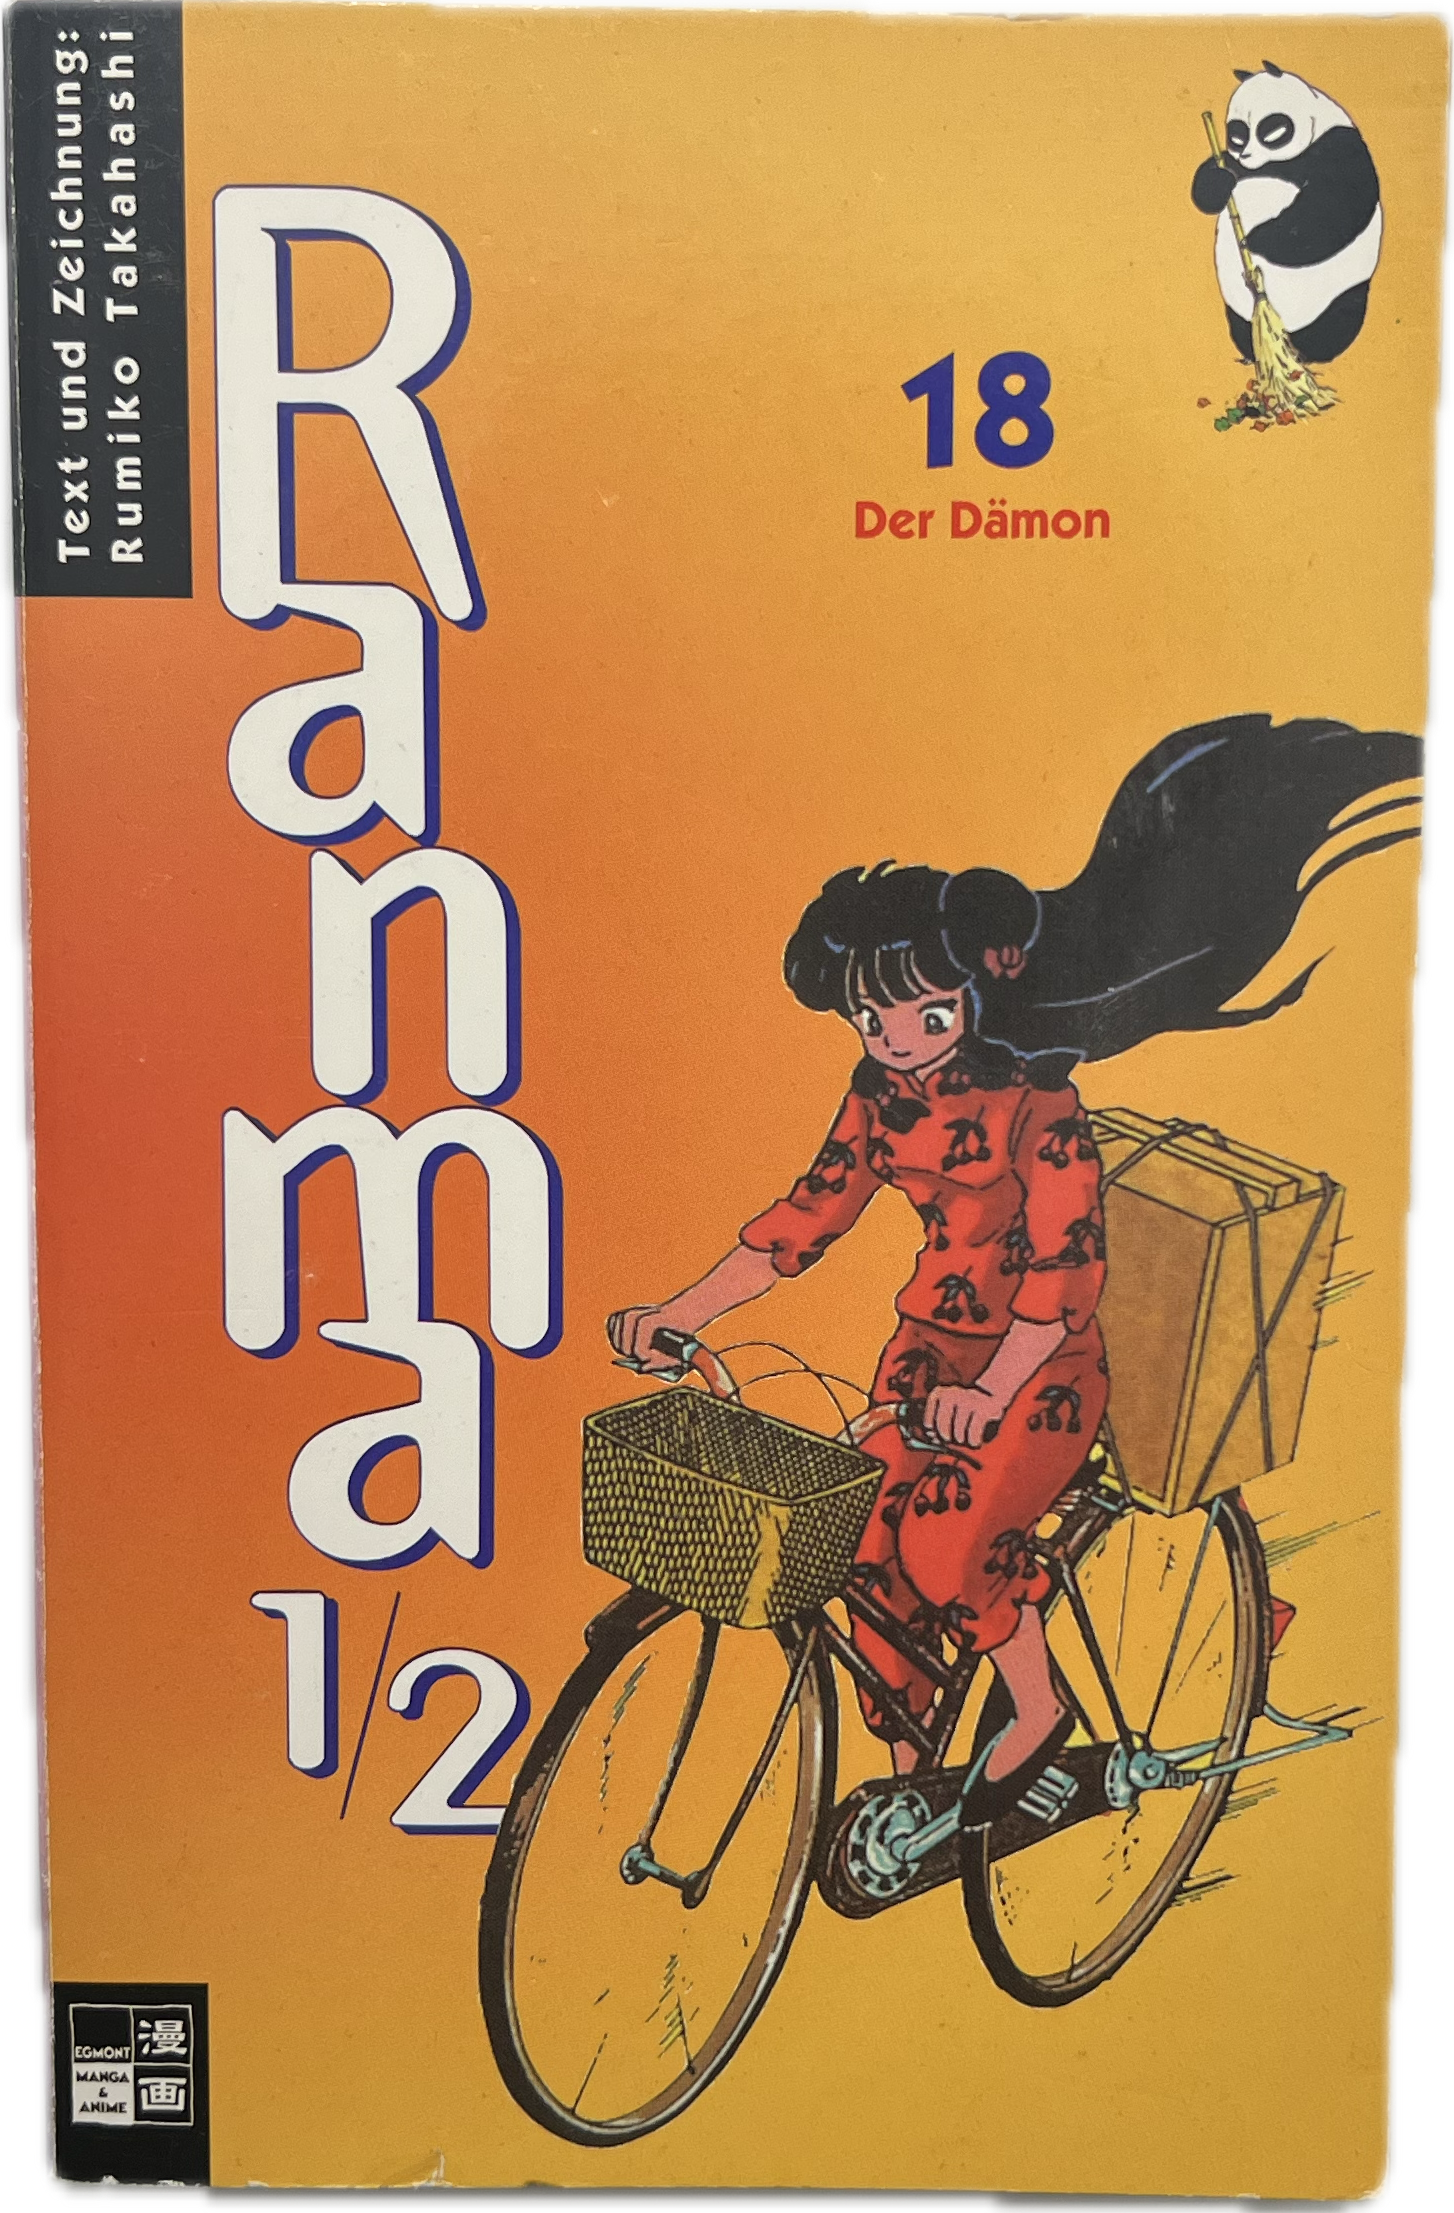 Text und Zeichnung:
Rumiko Takahashi
Ranma
1/2
18
Der Dämon
EGMONT
MANGA
&
ANIME
漫
画